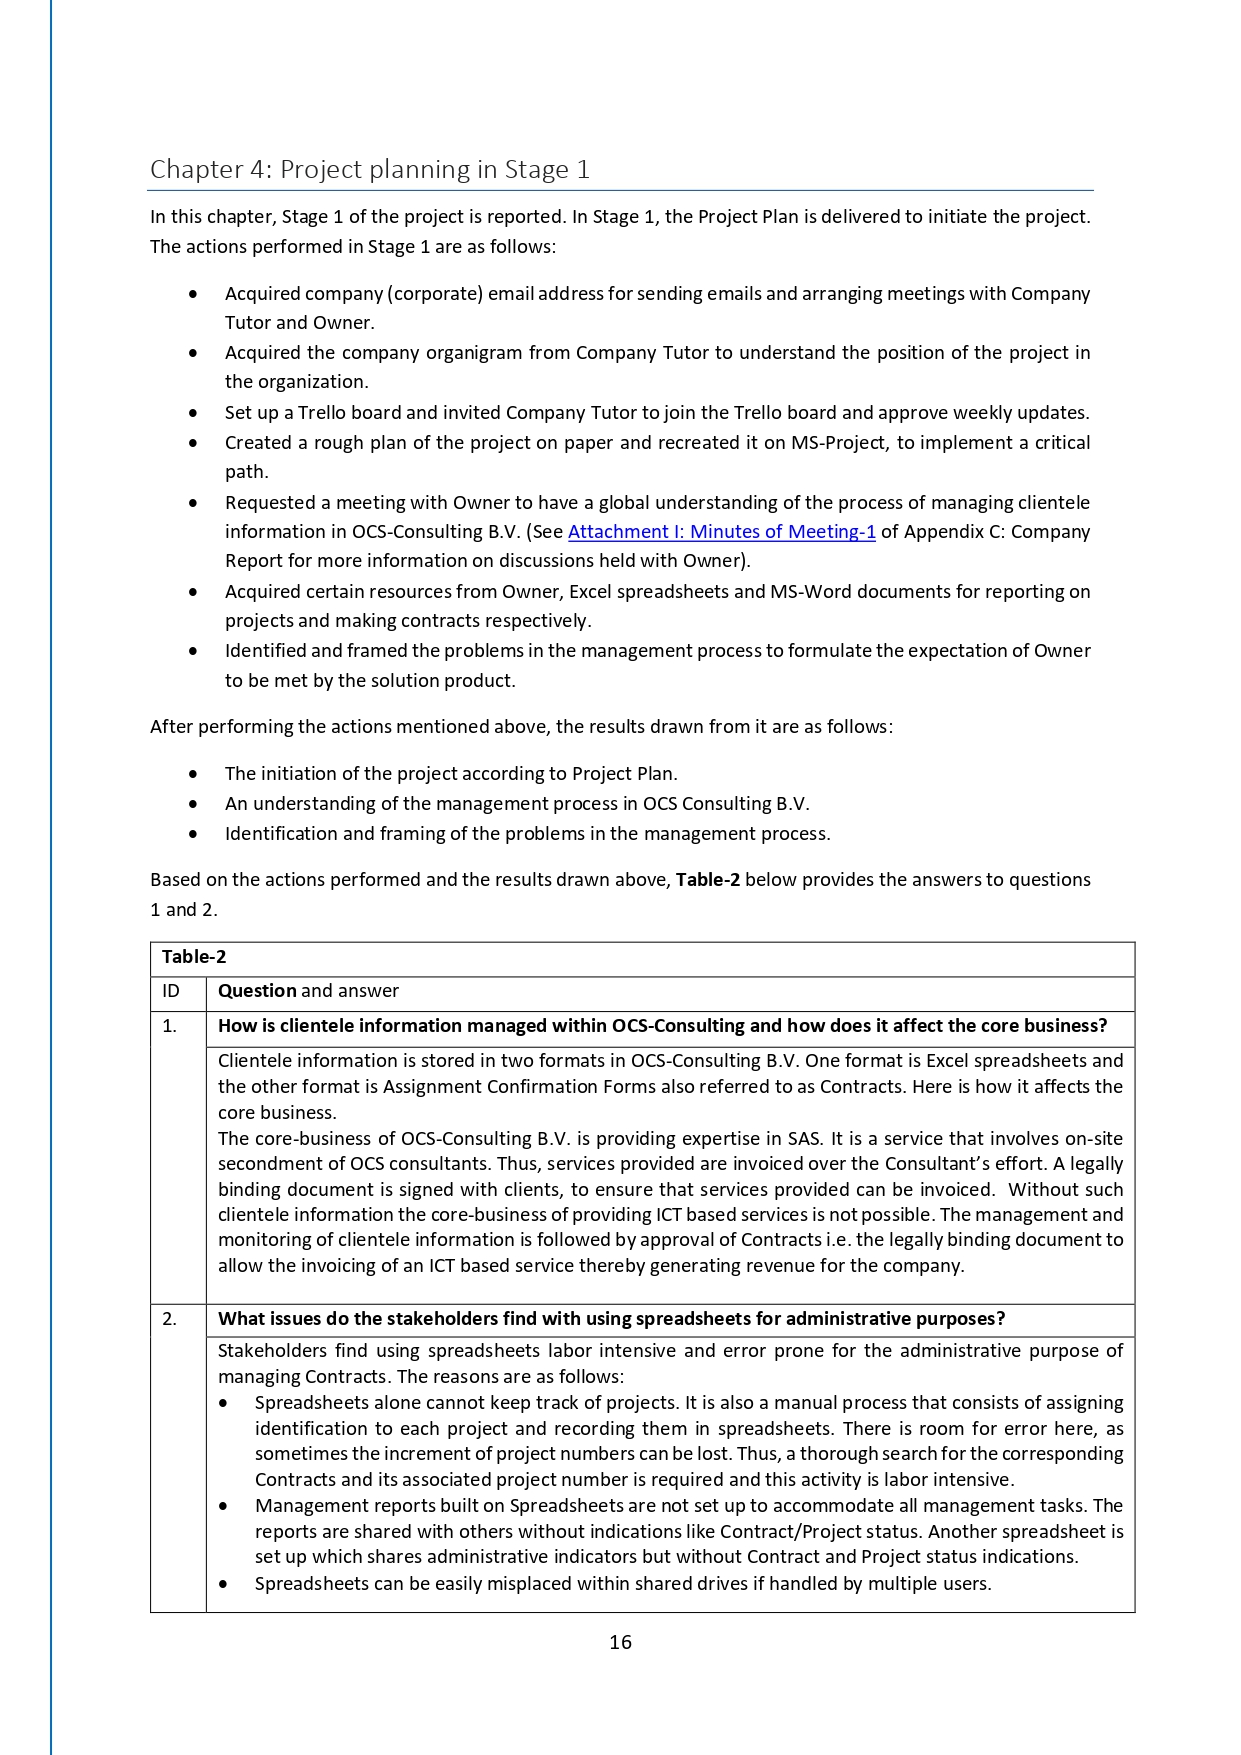 Chapter 4: Project planning in Stage 1
In this chapter, Stage 1 of the project is reported. In Stage 1, the Project Plan is delivered to initiate the project.
The actions performed in Stage 1 are as follows:
• Acquired company (corporate) email address for sending emails and arranging meetings with Company
Tutor and Owner.
• Acquired the company organigram from Company Tutor to understand the position of the project in
the organization.
• Set up a Trello board and invited Company Tutor to join the Trello board and approve weekly updates.
• Created a rough plan of the project on paper and recreated it on MS-Project, to implement a critical
path.
• Requested a meeting with Owner to have a global understanding of the process of managing clientele
information in OCS-Consulting B.V. (See Attachment I: Minutes of Meeting-1 of Appendix C: Company
Report for more information on discussions held with Owner).
• Acquired certain resources from Owner, Excel spreadsheets and MS-Word documents for reporting on
projects and making contracts respectively.
• Identified and framed the problems in the management process to formulate the expectation of Owner
to be met by the solution product.
After performing the actions mentioned above, the results drawn from it are as follows:
• The initiation of the project according to Project Plan.
• An understanding of the management process in OCS Consulting B.V.
• Identification and framing of the problems in the management process.
Based on the actions performed and the results drawn above, Table-2 below provides the answers to questions
1 and 2.
Table-2
ID Question and answer
1. How is clientele information managed within OCS-Consulting and how does it affect the core business?
Clientele information is stored in two formats in OCS-Consulting B.V. One format is Excel spreadsheets and
the other format is Assignment Confirmation Forms also referred to as Contracts. Here is how it affects the
core business.
The core-business of OCS-Consulting B.V. is providing expertise in SAS. It is a service that involves on-site
secondment of OCS consultants. Thus, services provided are invoiced over the Consultant's effort. A legally
binding document is signed with clients, to ensure that services provided can be invoiced. Without such
clientele information the core-business of providing ICT based services is not possible. The management and
monitoring of clientele information is followed by approval of Contracts i.e. the legally binding document to
allow the invoicing of an ICT based service thereby generating revenue for the company.
2. What issues do the stakeholders find with using spreadsheets for administrative purposes?
Stakeholders find using spreadsheets labor intensive and error prone for the administrative purpose of
managing Contracts. The reasons are as follows:
• Spreadsheets alone cannot keep track of projects. It is also a manual process that consists of assigning
identification to each project and recording them in spreadsheets. There is room for error here, as
sometimes the increment of project numbers can be lost. Thus, a thorough search for the corresponding
Contracts and its associated project number is required and this activity is labor intensive.
• Management reports built on Spreadsheets are not set up to accommodate all management tasks. The
reports are shared with others without indications like Contract/Project status. Another spreadsheet is
set up which shares administrative indicators but without Contract and Project status indications.
• Spreadsheets can be easily misplaced within shared drives if handled by multiple users.
16